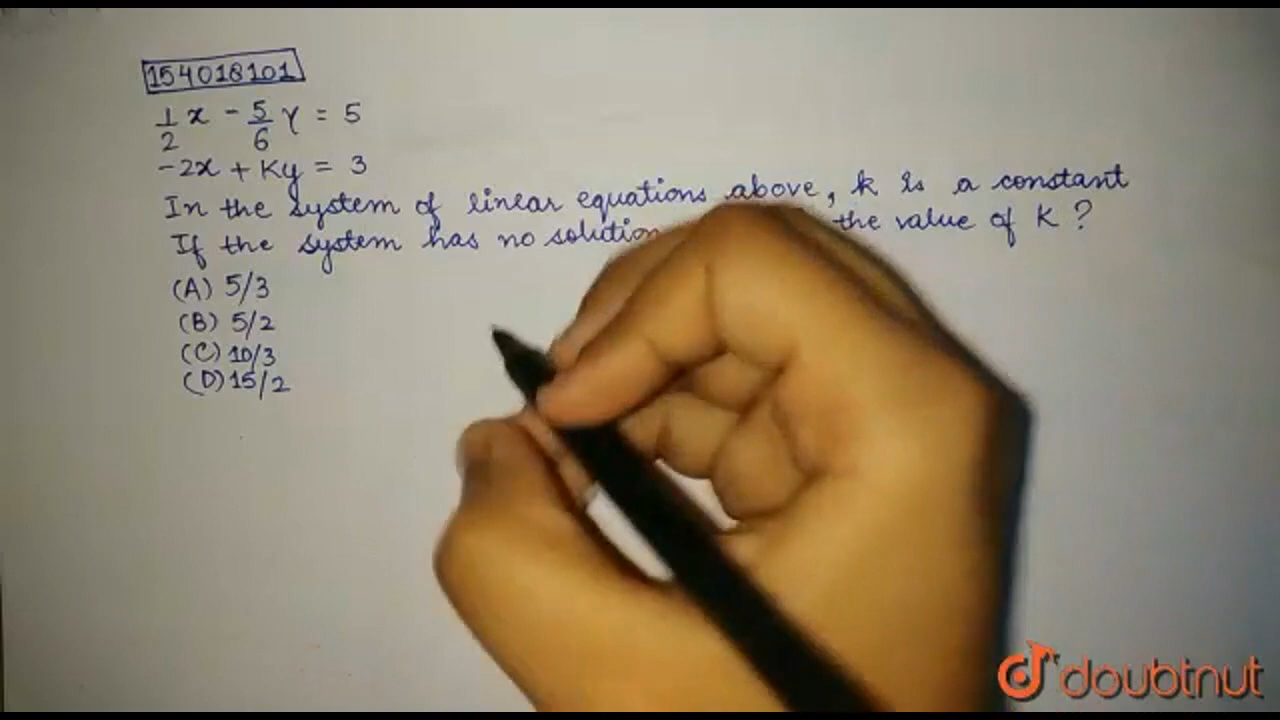 154018101
1/2 x - 5/6 y = 5
-2x + Ky = 3
In the system of linear equations above, k is a constant
If the system has no solution the value of K ?
(A) 5/3
(B) 5/2
(C) 10/3
(D) 15/2
doubtnut